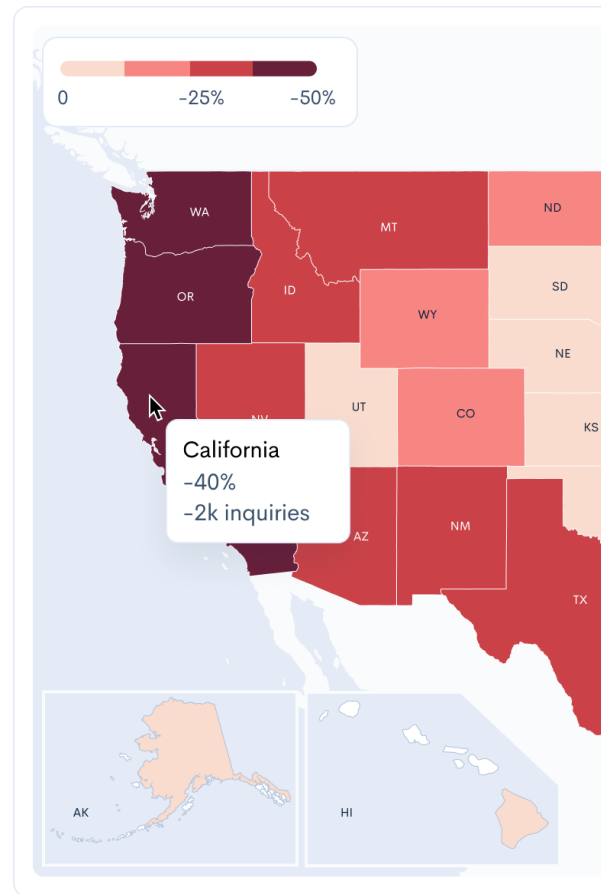 0 -25% -50%
WA
MT
ND
OR
ID
SD
WY
NE
UT
CO
KS
NV
California
-40%
-2k inquiries
AZ
NM
TX
AK
HI